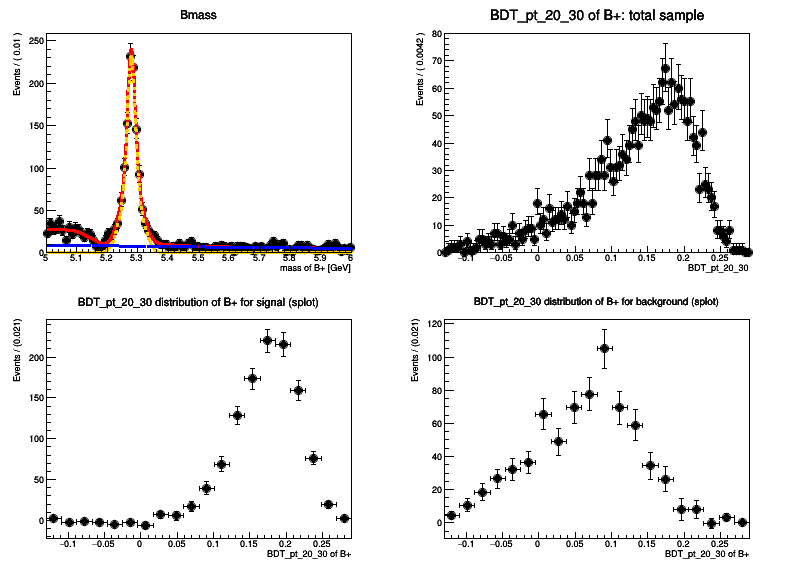 Bmass
Events / ( 0.01 )
250
200
150
100
50
0
5 5.1 5.2 5.3 5.4 5.5 5.6 5.7 5.8 5.9 6
mass of B+ [GeV]
BDT_pt_20_30 of B+: total sample
Events / ( 0.0042 )
80
70
60
50
40
30
20
10
0
−0.1 −0.05 0 0.05 0.1 0.15 0.2 0.25
BDT_pt_20_30
BDT_pt_20_30 distribution of B+ for signal (splot)
Events / (0.021)
200
150
100
50
0
−0.1 −0.05 0 0.05 0.1 0.15 0.2 0.25
BDT_pt_20_30 of B+
BDT_pt_20_30 distribution of B+ for background (splot)
Events / (0.021)
120
100
80
60
40
20
0
−0.1 −0.05 0 0.05 0.1 0.15 0.2 0.25
BDT_pt_20_30 of B+